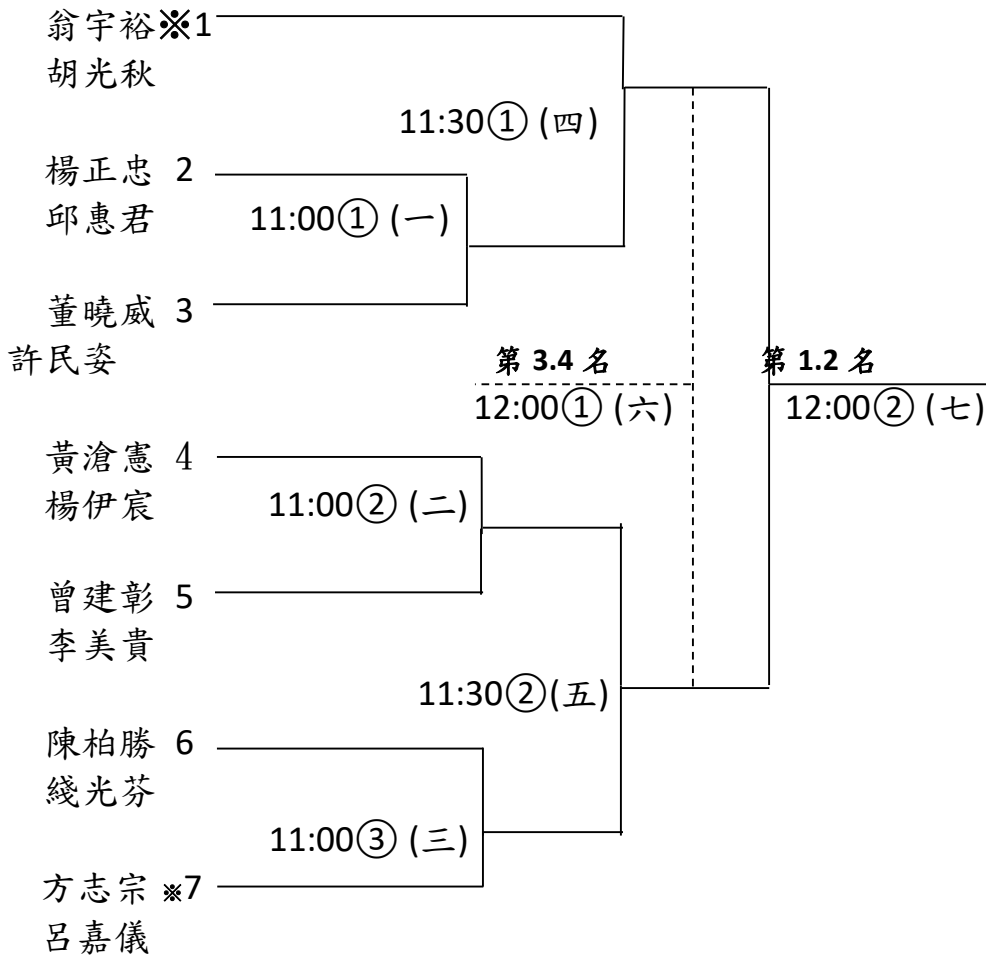 翁宇裕※1
胡光秋
11:30① (四)
楊正忠 2
邱惠君
11:00① (一)
董曉威 3
許民姿
第 3.4 名
12:00① (六)
第 1.2 名
12:00② (七)
黃滄憲 4
楊伊宸
11:00② (二)
曾建彰 5
李美貴
11:30②(五)
陳柏勝 6
綫光芬
11:00③ (三)
方志宗 ※7
呂嘉儀